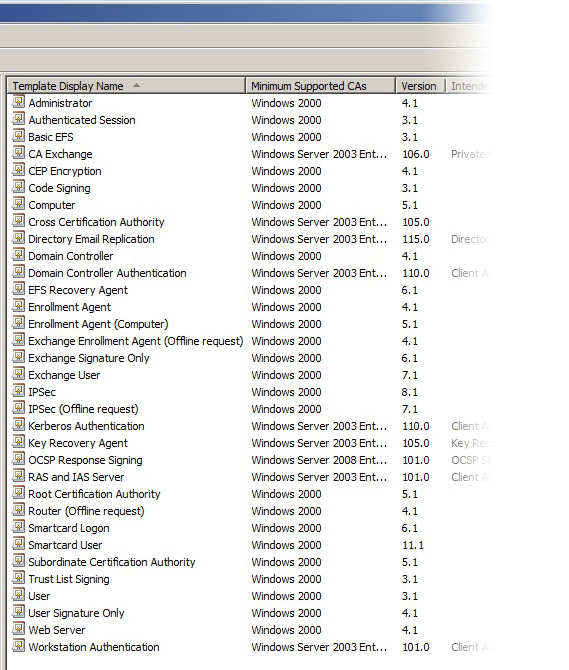 Template Display Name Minimum Supported CAs Version
Administrator Windows 2000 4.1
Authenticated Session Windows 2000 3.1
Basic EFS Windows 2000 3.1
CA Exchange Windows Server 2003 Ent... 106.0 Private
CEP Encryption Windows 2000 4.1
Code Signing Windows 2000 3.1
Computer Windows 2000 5.1
Cross Certification Authority Windows Server 2003 Ent... 105.0
Directory Email Replication Windows Server 2003 Ent... 115.0
Domain Controller Windows 2000 4.1
Domain Controller Authentication Windows Server 2003 Ent... 110.0 Client
EFS Recovery Agent Windows 2000 6.1
Enrollment Agent Windows 2000 4.1
Enrollment Agent (Computer) Windows 2000 5.1
Exchange Enrollment Agent (Offline request) Windows 2000 4.1
Exchange Signature Only Windows 2000 6.1
Exchange User Windows 2000 7.1
IPSec Windows 2000 8.1
IPSec (Offline request) Windows 2000 7.1
Kerberos Authentication Windows Server 2003 Ent... 110.0 Client
Key Recovery Agent Windows Server 2003 Ent... 105.0 Key
OCSP Response Signing Windows Server 2008 Ent... 101.0 OCSP
RAS and IAS Server Windows Server 2003 Ent... 101.0 Client
Root Certification Authority Windows 2000 5.1
Router (Offline request) Windows 2000 4.1
Smartcard Logon Windows 2000 6.1
Smartcard User Windows 2000 11.1
Subordinate Certification Authority Windows 2000 5.1
Trust List Signing Windows 2000 3.1
User Windows 2000 3.1
User Signature Only Windows 2000 4.1
Web Server Windows 2000 4.1
Workstation Authentication Windows Server 2003 Ent... 101.0 Client